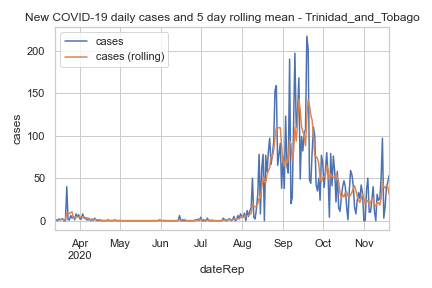 New COVID-19 daily cases and 5 day rolling mean - Trinidad_and_Tobago
cases
cases (rolling)
200
150
100
50
0
cases
Apr May Jun Jul Aug Sep Oct Nov
2020
dateRep